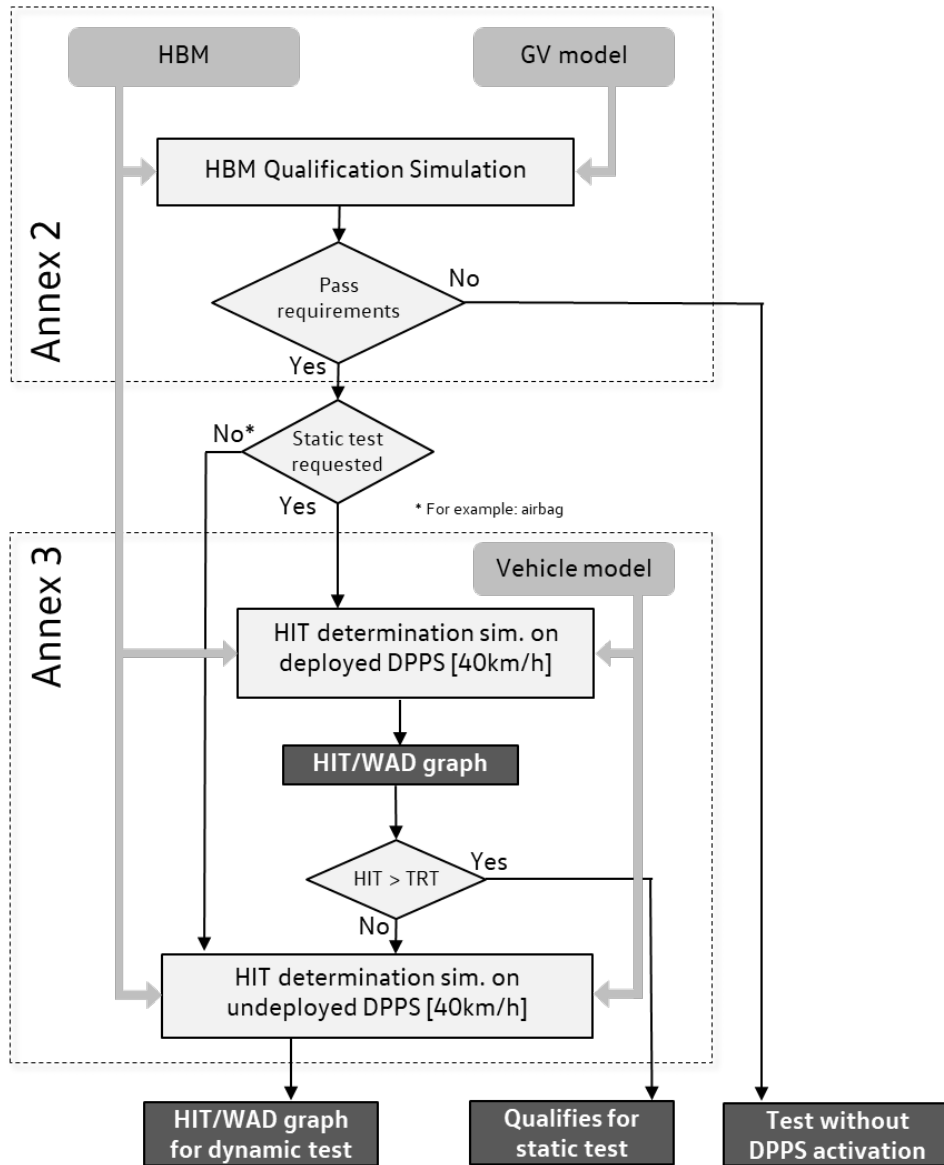 HBM
GV model
HBM Qualification Simulation
Annex 2
Pass
requirements
No
Yes
No*
Static test
requested
Yes
* For example: airbag
Annex 3
Vehicle model
HIT determination sim. on
deployed DPPS [40km/h]
HIT/WAD graph
HIT > TRT
Yes
No
HIT determination sim. on
undeployed DPPS [40km/h]
HIT/WAD graph
for dynamic test
Qualifies for
static test
Test without
DPPS activation